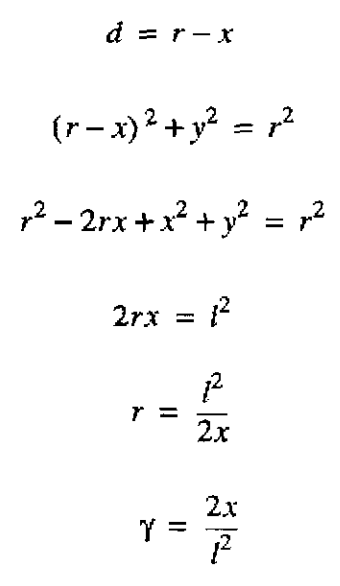 d = r − x
(r − x)² + y² = r²
r² − 2rx + x² + y² = r²
2rx = l²
r = l²/2x
γ = 2x/l²